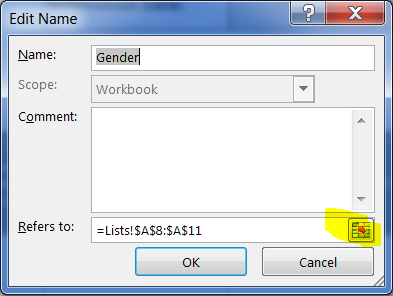 Edit Name
?
Name: Gender
Scope: Workbook
Comment:
Refers to: =Lists!$A$8:$A$11
OK Cancel